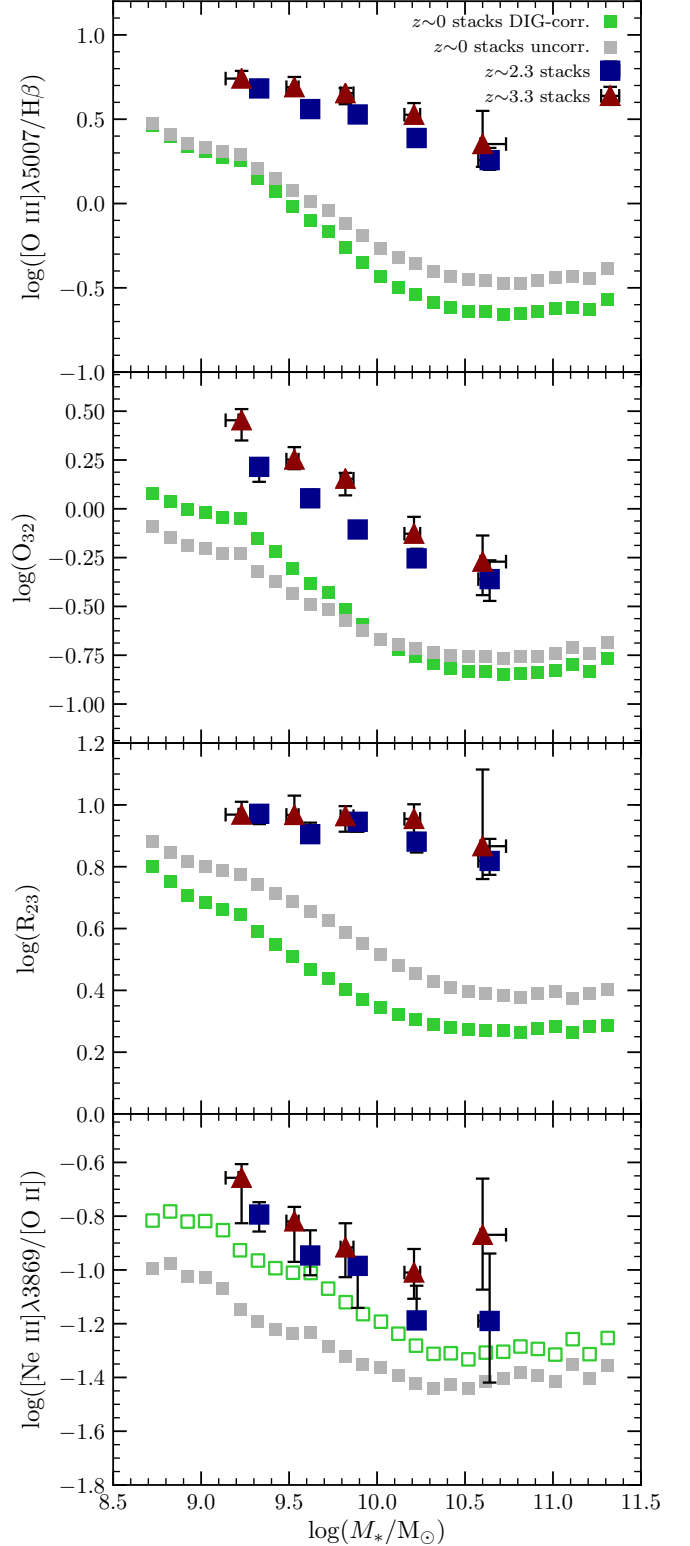 z∼0 stacks DIG-corr.
z∼0 stacks uncorr.
z∼2.3 stacks
z∼3.3 stacks
log([O III]λ5007/Hβ)
1.0
0.5
0.0
−0.5
−1.0
log(O₃₂)
0.50
0.25
0.00
−0.25
−0.50
−0.75
−1.00
log(R₂₃)
1.2
1.0
0.8
0.6
0.4
0.2
0.0
log([Ne III]λ3869/[O II])
−0.6
−0.8
−1.0
−1.2
−1.4
−1.6
−1.8
8.5 9.0 9.5 10.0 10.5 11.0 11.5
log(M∗/M⊙)